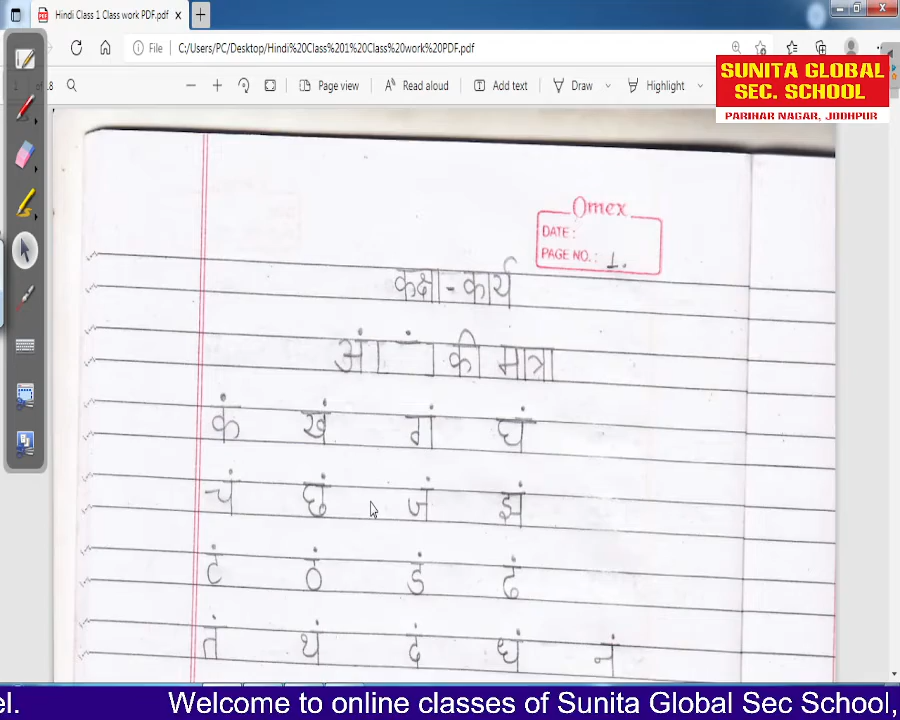 Hindi Class 1 Class work PDF.pdf
File C:/Users/PC/Desktop/Hindi%20Class%201%20Class%20work%20PDF.pdf
Page view Read aloud Add text Draw Highlight
SUNITA GLOBAL
SEC. SCHOOL
PARIHAR NAGAR, JODHPUR
Omex
DATE :
PAGE NO. : 1.
कक्षा - कार्य
अं। ं। की मात्रा
कं खं गं घं
चं छं जं झं
टं ठं डं ढं
तं थं दं धं नं
el. Welcome to online classes of Sunita Global Sec School,